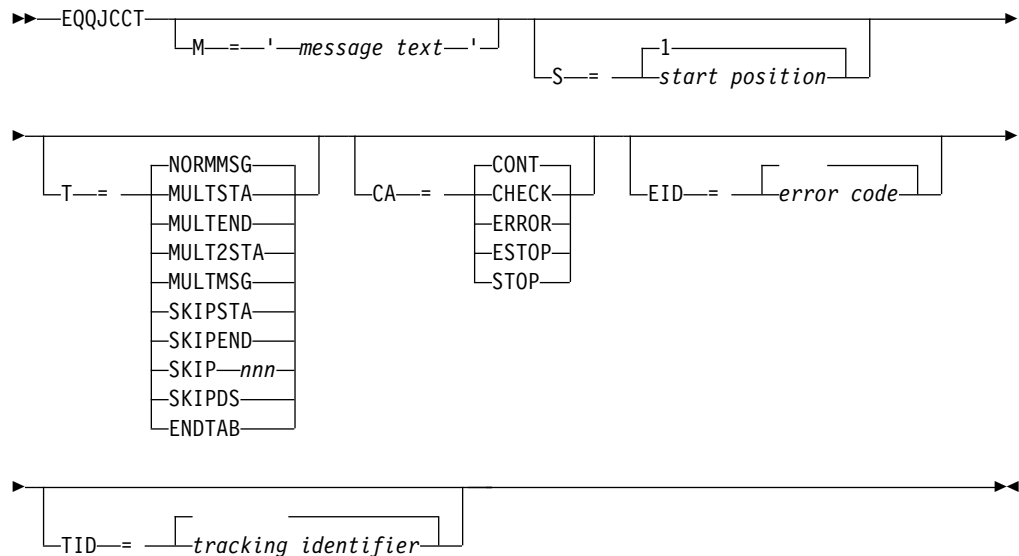 EQQJCCT
M = ' message text '
S = 1
start position
T = NORMMSG
MULTSTA
MULTEND
MULT2STA
MULTMSG
SKIPSTA
SKIPEND
SKIP nnn
SKIPDS
ENDTAB
CA = CONT
CHECK
ERROR
ESTOP
STOP
EID = error code
TID = tracking identifier